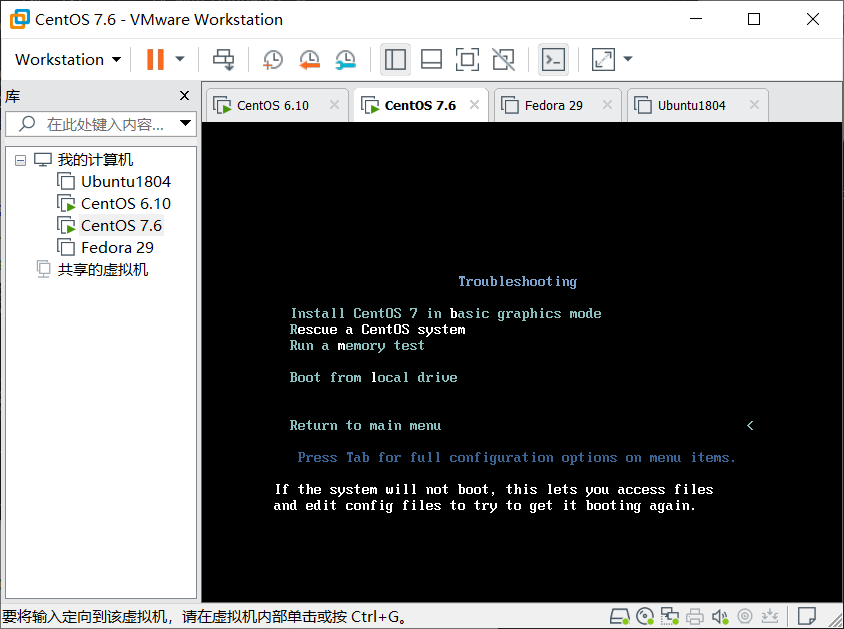 CentOS 7.6 - VMware Workstation
Workstation
库
CentOS 6.10
CentOS 7.6
Fedora 29
Ubuntu1804
在此处键入内容...
我的计算机
Ubuntu1804
CentOS 6.10
CentOS 7.6
Fedora 29
共享的虚拟机
Troubleshooting
Install CentOS 7 in basic graphics mode
Rescue a CentOS system
Run a memory test
Boot from local drive
Return to main menu <
Press Tab for full configuration options on menu items.
If the system will not boot, this lets you access files
and edit config files to try to get it booting again.
要将输入定向到该虚拟机，请在虚拟机内部单击或按 Ctrl+G。